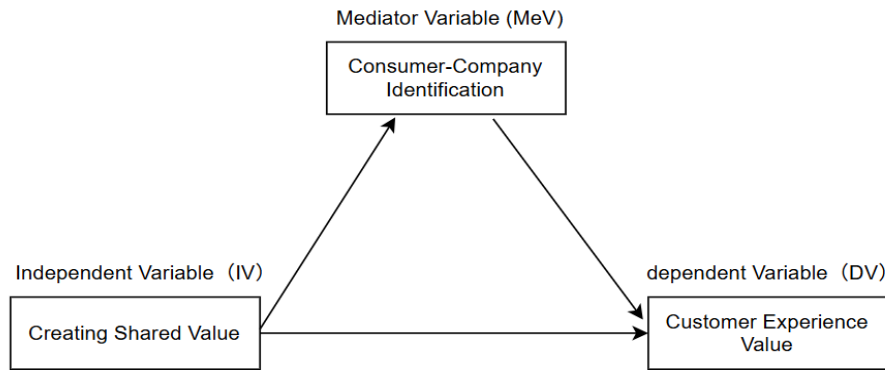 Mediator Variable (MeV)
Consumer-Company
Identification
Independent Variable（IV）
dependent Variable（DV）
Creating Shared Value
Customer Experience
Value